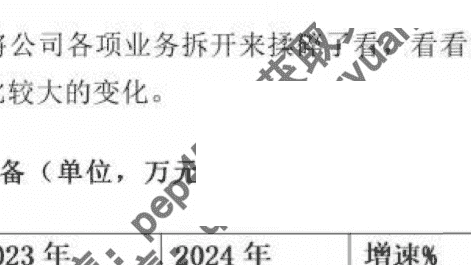 将公司各项业务拆开来揉碎了看，看看
比较大的变化。
备（单位，万元
023 年 2024 年 增速%